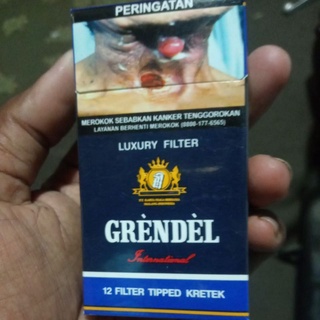 PERINGATAN
MEROKOK SEBABKAN KANKER TENGGOROKAN
LAYANAN BERHENTI MEROKOK (0800-177-6565)
LUXURY FILTER
GRÈNDÈL
International
12 FILTER TIPPED KRETEK